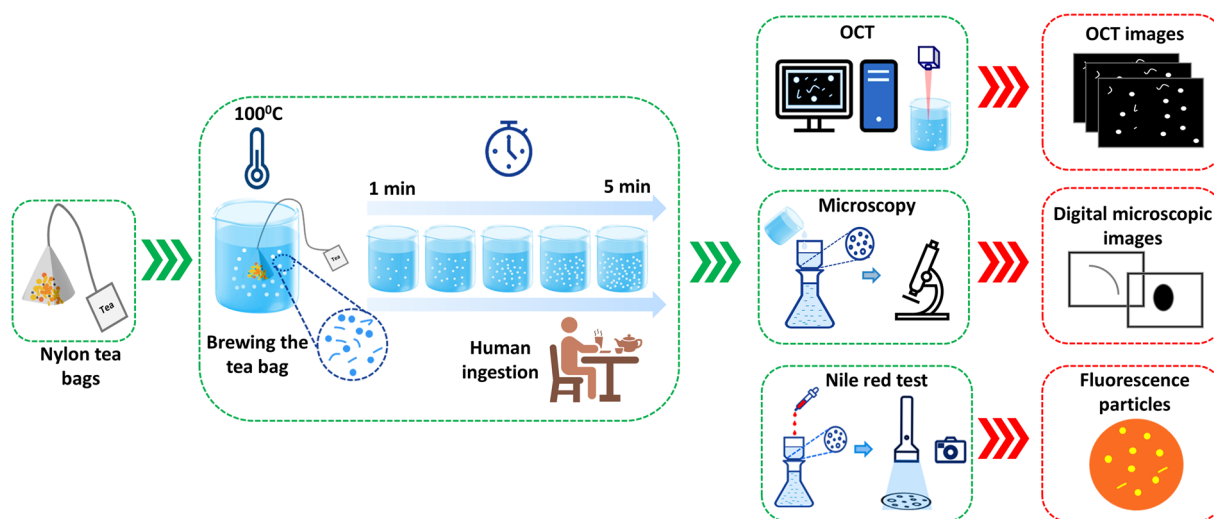 Tea
Nylon tea
bags
100⁰C
Tea
Brewing the
tea bag
1 min
5 min
Human
ingestion
OCT
Microscopy
Nile red test
OCT images
Digital microscopic
images
Fluorescence
particles